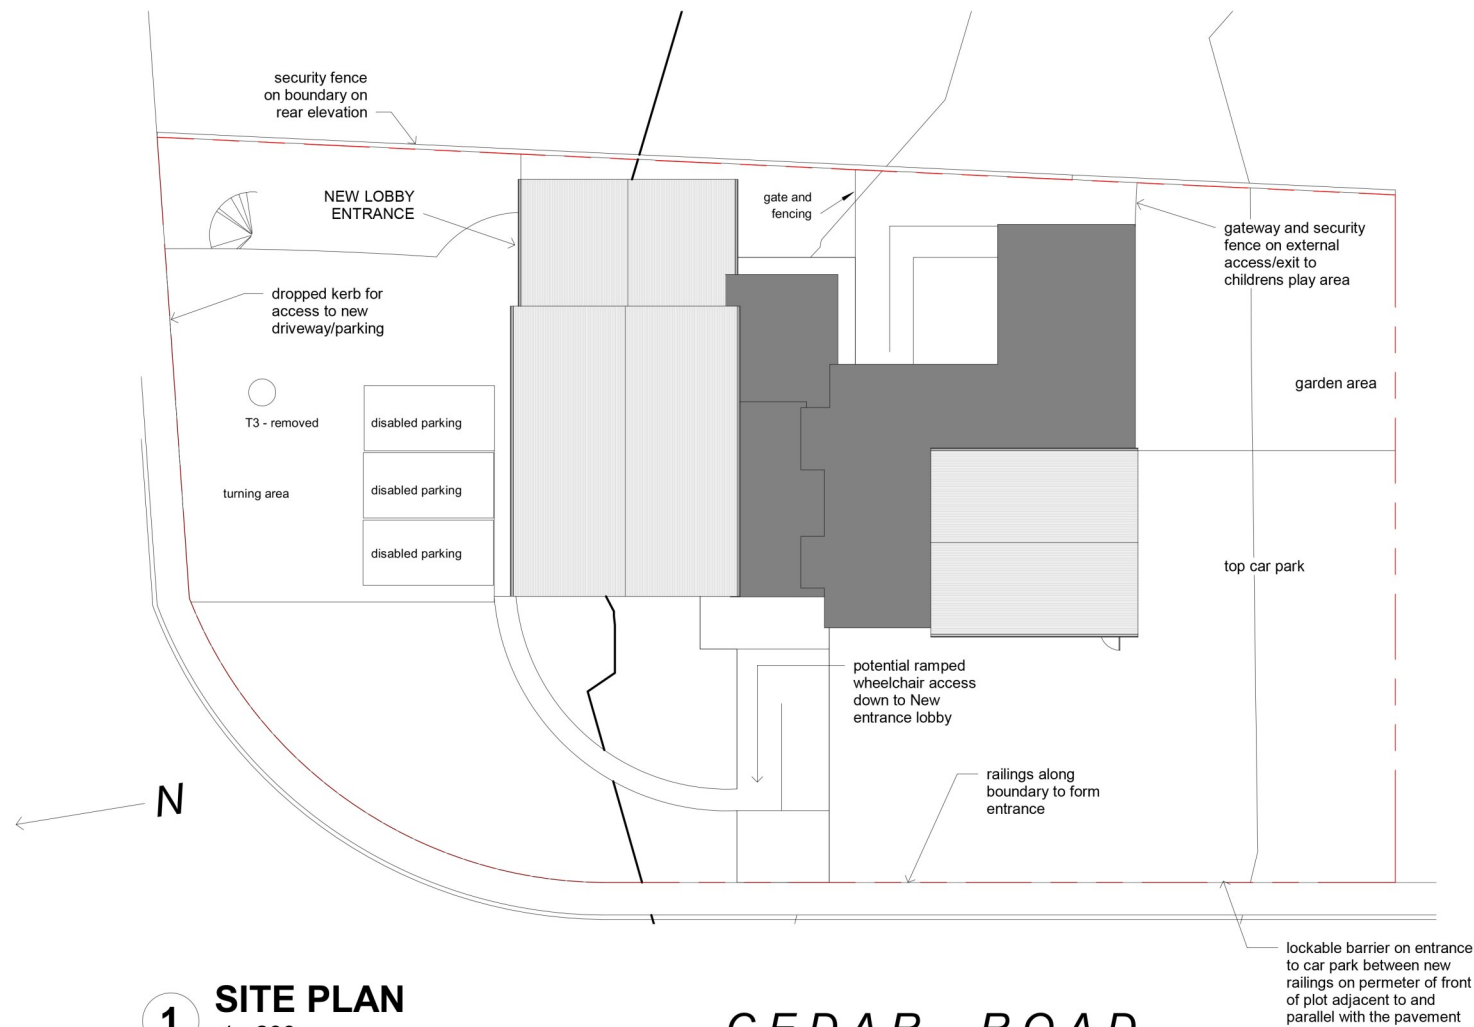 security fence
on boundary on
rear elevation
NEW LOBBY
ENTRANCE
gate and
fencing
gateway and security
fence on external
access/exit to
childrens play area
dropped kerb for
access to new
driveway/parking
garden area
T3 - removed
disabled parking
turning area
disabled parking
disabled parking
top car park
potential ramped
wheelchair access
down to New
entrance lobby
railings along
boundary to form
entrance
N
lockable barrier on entrance
to car park between new
railings on permeter of front
of plot adjacent to and
parallel with the pavement
1
SITE PLAN
CEDAR ROAD